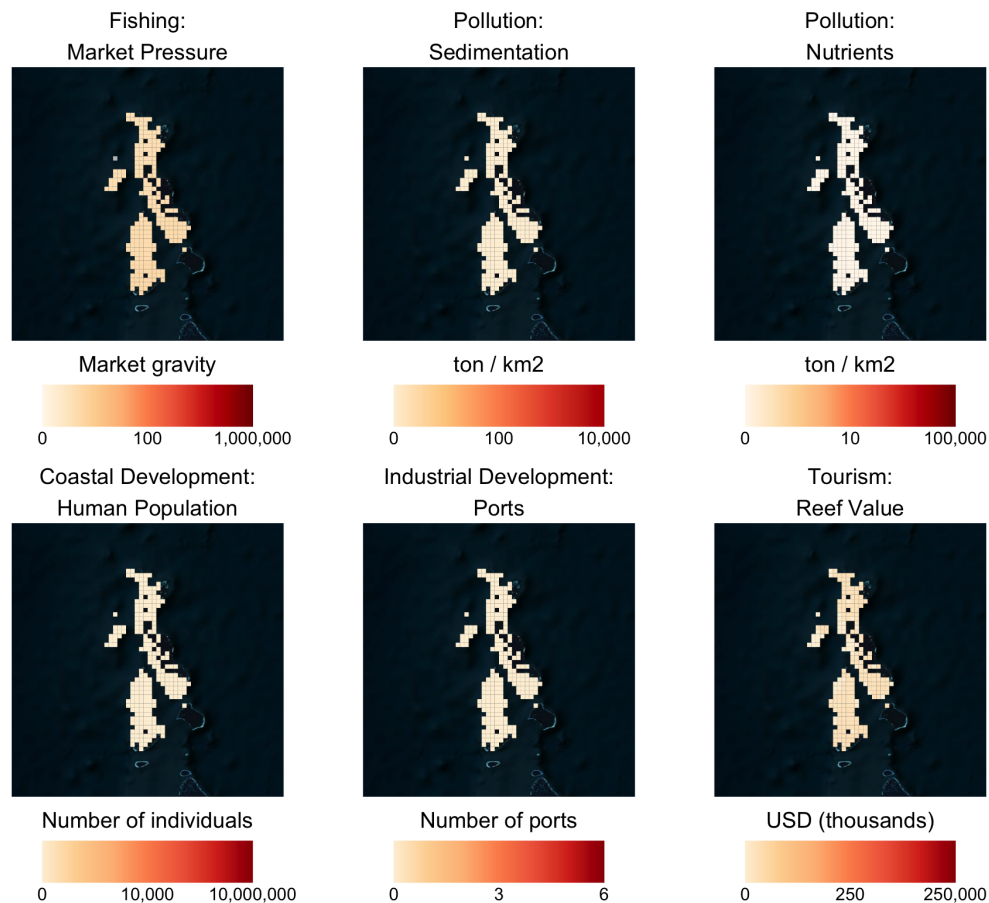 Fishing:
Market Pressure
Pollution:
Sedimentation
Pollution:
Nutrients
Market gravity
0 100 1,000,000
ton / km2
0 100 10,000
ton / km2
0 10 100,000
Coastal Development:
Human Population
Industrial Development:
Ports
Tourism:
Reef Value
Number of individuals
0 10,000 10,000,000
Number of ports
0 3 6
USD (thousands)
0 250 250,000